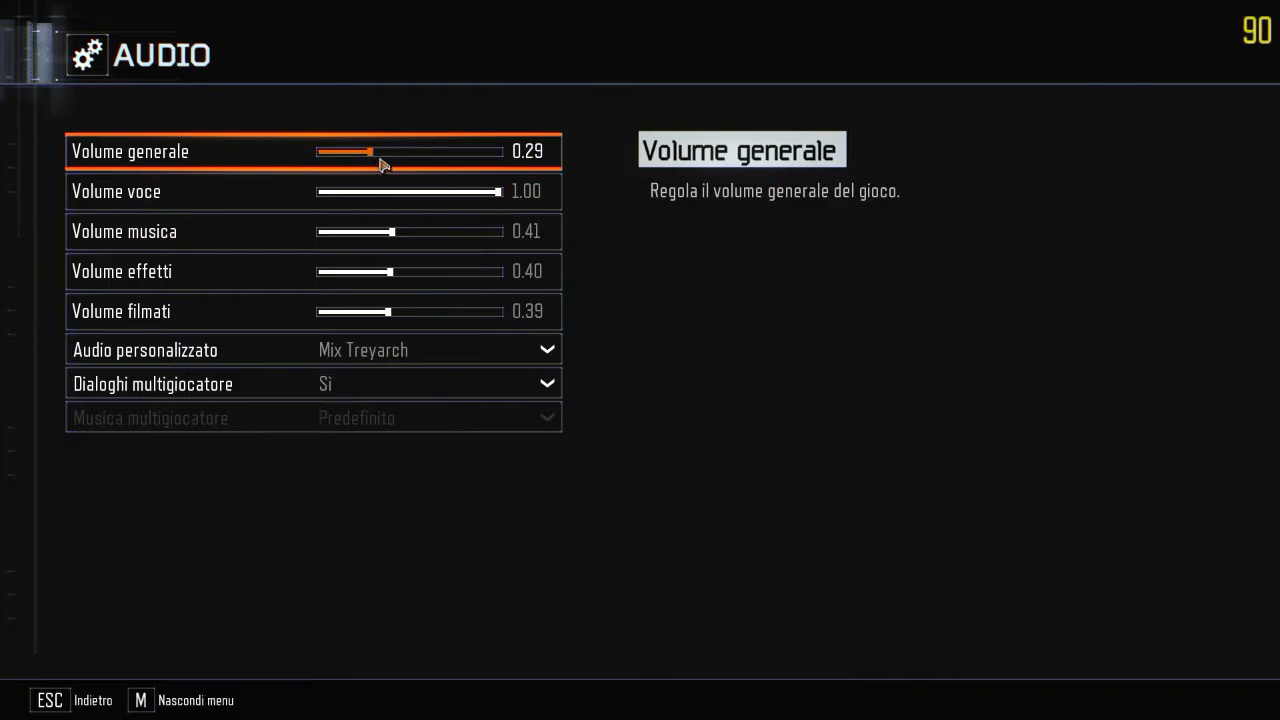 90
AUDIO
Volume generale 0.29
Volume voce 1.00
Volume musica 0.41
Volume effetti 0.40
Volume filmati 0.39
Audio personalizzato Mix Treyarch
Dialoghi multigiocatore Sì
Musica multigiocatore Predefinito
Volume generale
Regola il volume generale del gioco.
ESC Indietro M Nascondi menu